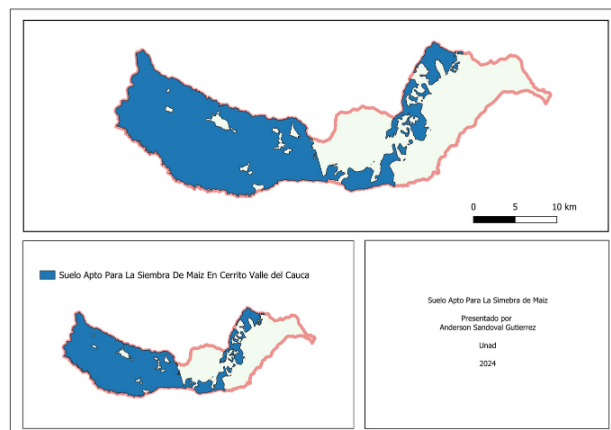 0 5 10 km
Suelo Apto Para La Siembra De Maiz En Cerrito Valle del Cauca
Suelo Apto Para La Simebra de Maiz
Presentado por
Anderson Sandoval Gutierrez
Unad
2024